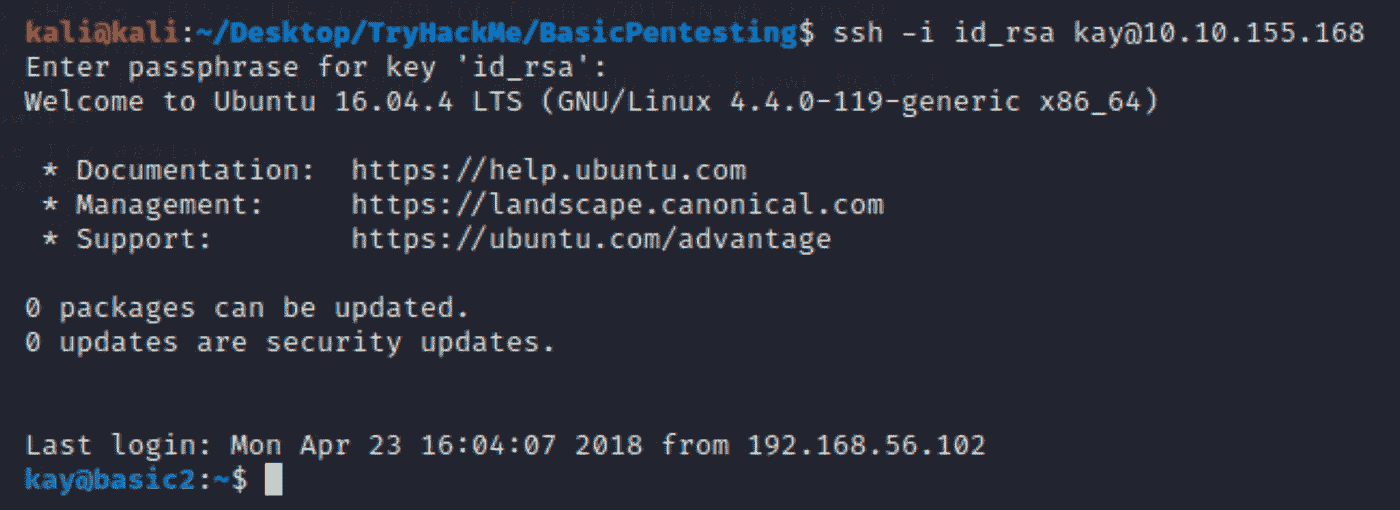 kali@kali:~/Desktop/TryHackMe/BasicPentesting$ ssh -i id_rsa kay@10.10.155.168
Enter passphrase for key 'id_rsa':
Welcome to Ubuntu 16.04.4 LTS (GNU/Linux 4.4.0-119-generic x86_64)
* Documentation:  https://help.ubuntu.com
* Management:     https://landscape.canonical.com
* Support:        https://ubuntu.com/advantage
0 packages can be updated.
0 updates are security updates.
Last login: Mon Apr 23 16:04:07 2018 from 192.168.56.102
kay@basic2:~$